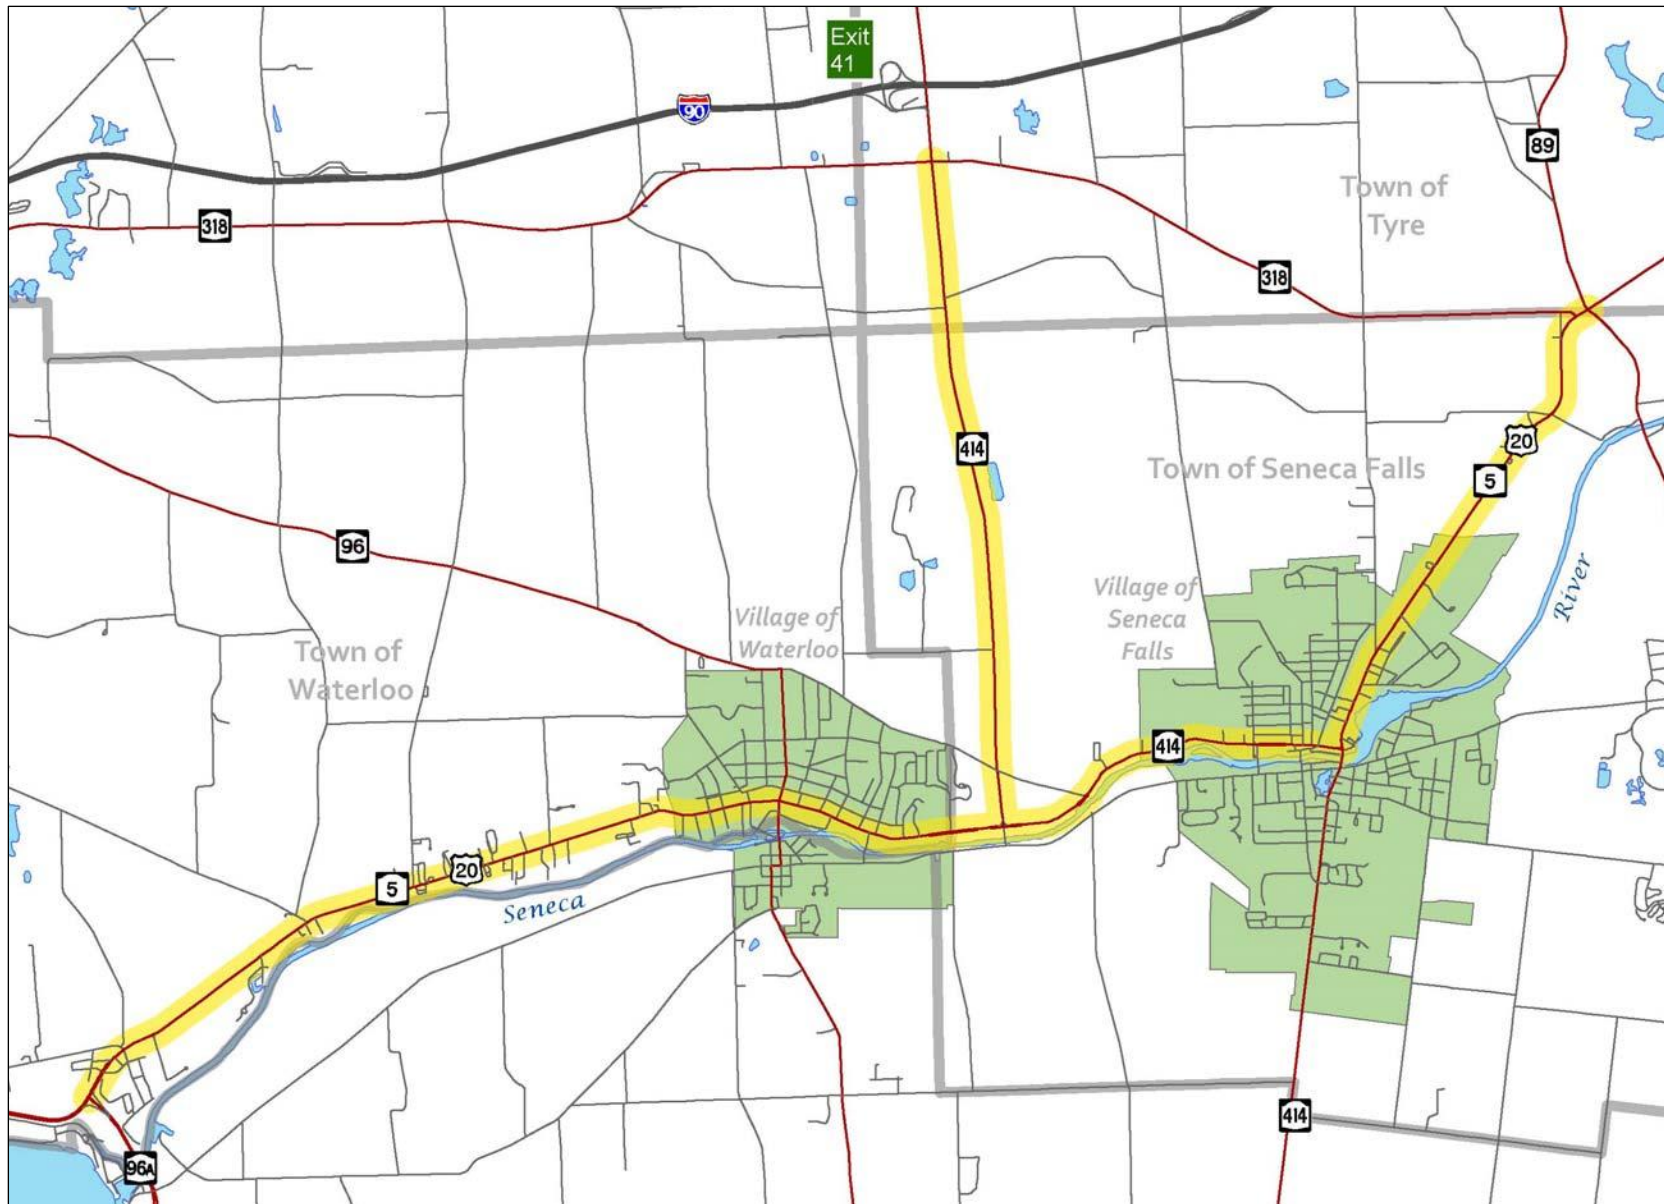 Exit
41
90
89
Town of
Tyre
318
318
414
20
Town of Seneca Falls
5
96
Village of
Waterloo
Village of
Seneca
Falls
River
Town of
Waterloo
414
20
5
Seneca
414
96A